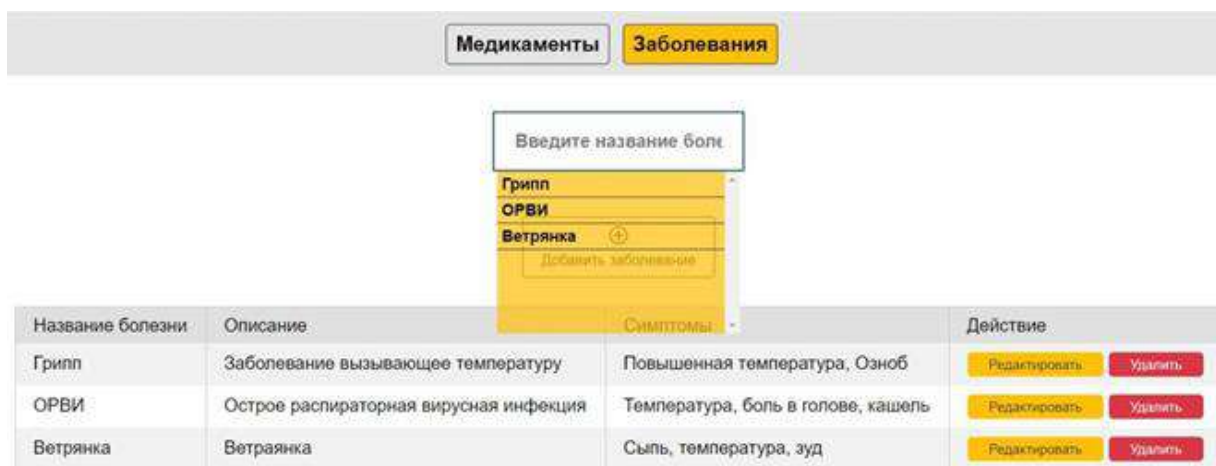 Медикаменты Заболевания
Введите название боле
Грипп
ОРВИ
Ветрянка
Добавить заболевание
Название болезни Описание Симптомы Действие
Грипп Заболевание вызывающее температуру Повышенная температура, Озноб Редактировать Удалить
ОРВИ Острое распираторная вирусная инфекция Температура, боль в голове, кашель Редактировать Удалить
Ветрянка Ветраянка Сыпь, температура, зуд Редактировать Удалить